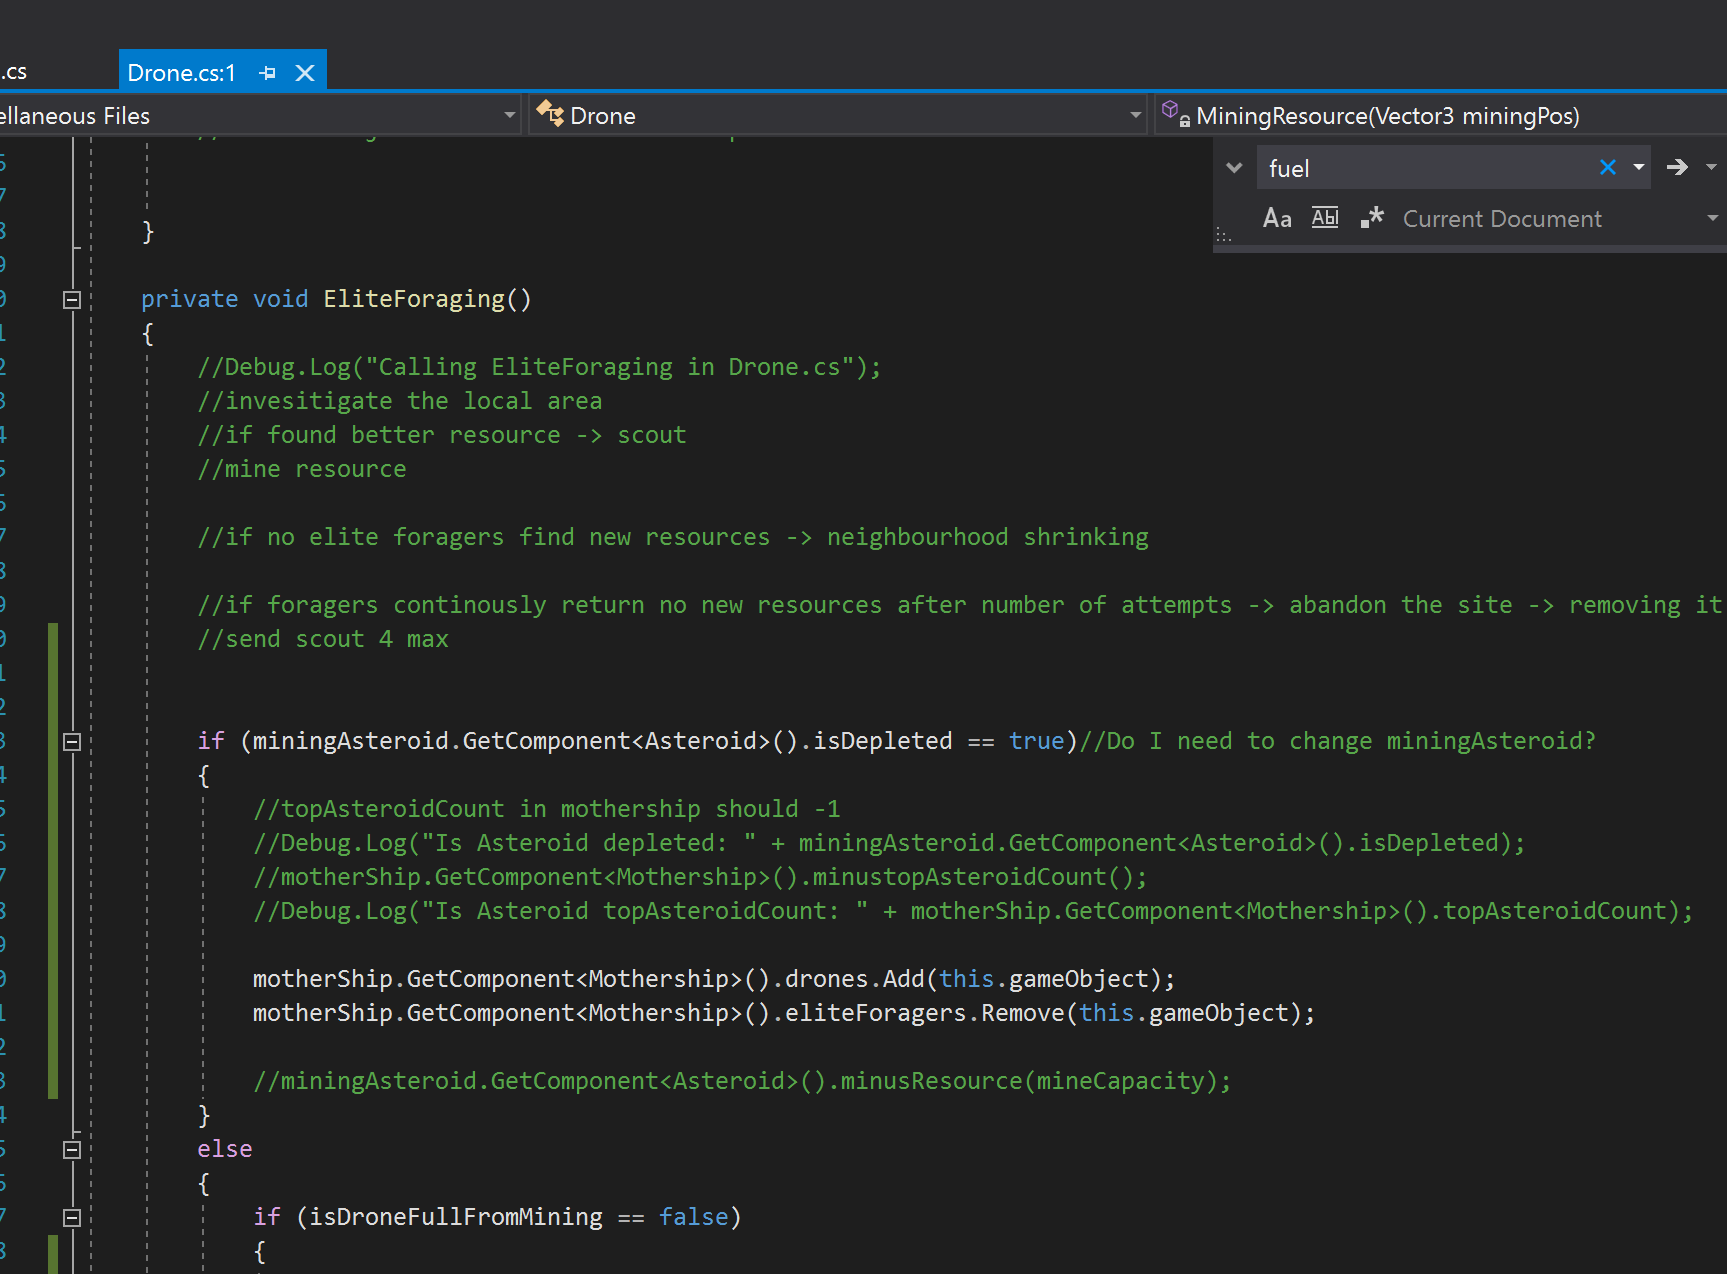 .cs
Drone.cs:1
ellaneous Files
Drone
MiningResource(Vector3 miningPos)
fuel
Aa Abl .* Current Document
}
private void EliteForaging()
{
//Debug.Log("Calling EliteForaging in Drone.cs");
//invesitigate the local area
//if found better resource -> scout
//mine resource
//if no elite foragers find new resources -> neighbourhood shrinking
//if foragers continously return no new resources after number of attempts -> abandon the site -> removing it
//send scout 4 max
if (miningAsteroid.GetComponent<Asteroid>().isDepleted == true)//Do I need to change miningAsteroid?
{
//topAsteroidCount in mothership should -1
//Debug.Log("Is Asteroid depleted: " + miningAsteroid.GetComponent<Asteroid>().isDepleted);
//motherShip.GetComponent<Mothership>().minustopAsteroidCount();
//Debug.Log("Is Asteroid topAsteroidCount: " + motherShip.GetComponent<Mothership>().topAsteroidCount);
motherShip.GetComponent<Mothership>().drones.Add(this.gameObject);
motherShip.GetComponent<Mothership>().eliteForagers.Remove(this.gameObject);
//miningAsteroid.GetComponent<Asteroid>().minusResource(mineCapacity);
}
else
{
if (isDroneFullFromMining == false)
{